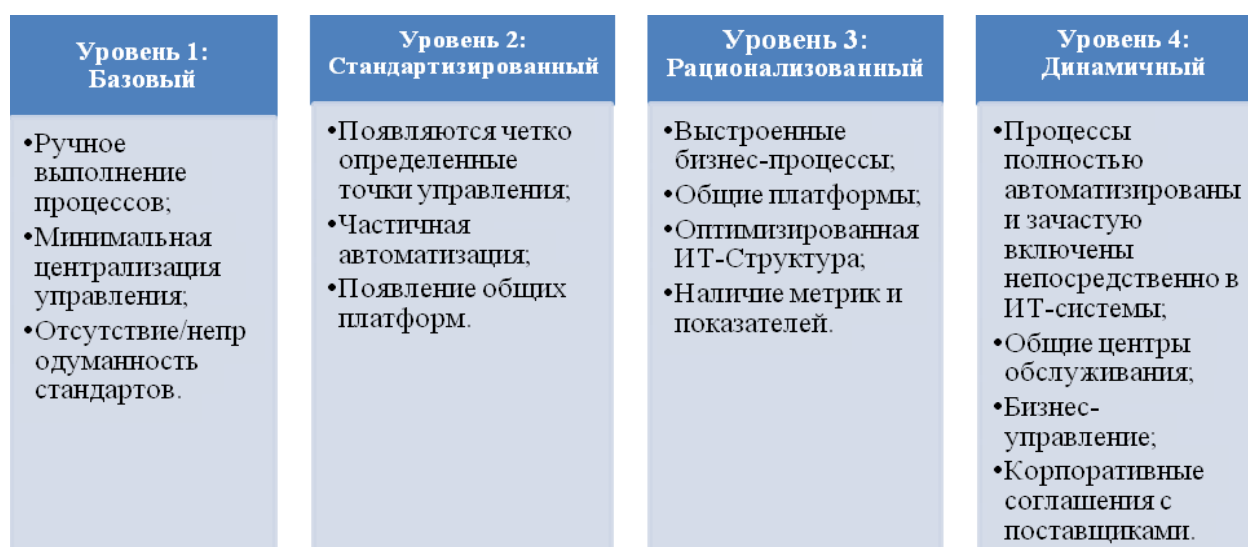 Уровень 1:
Базовый
•Ручное
выполнение
процессов;
•Минимальная
централизация
управления;
•Отсутствие/непр
одуманность
стандартов.
Уровень 2:
Стандартизированный
•Появляются четко
определенные
точки управления;
•Частичная
автоматизация;
•Появление общих
платформ.
Уровень 3:
Рационализованный
•Выстроенные
бизнес-процессы;
•Общие платформы;
•Оптимизированная
ИТ-Структура;
•Наличие метрик и
показателей.
Уровень 4:
Динамичный
•Процессы
полностью
автоматизированы
и зачастую
включены
непосредственно в
ИТ-системы;
•Общие центры
обслуживания;
•Бизнес-
управление;
•Корпоративные
соглашения с
поставщиками.